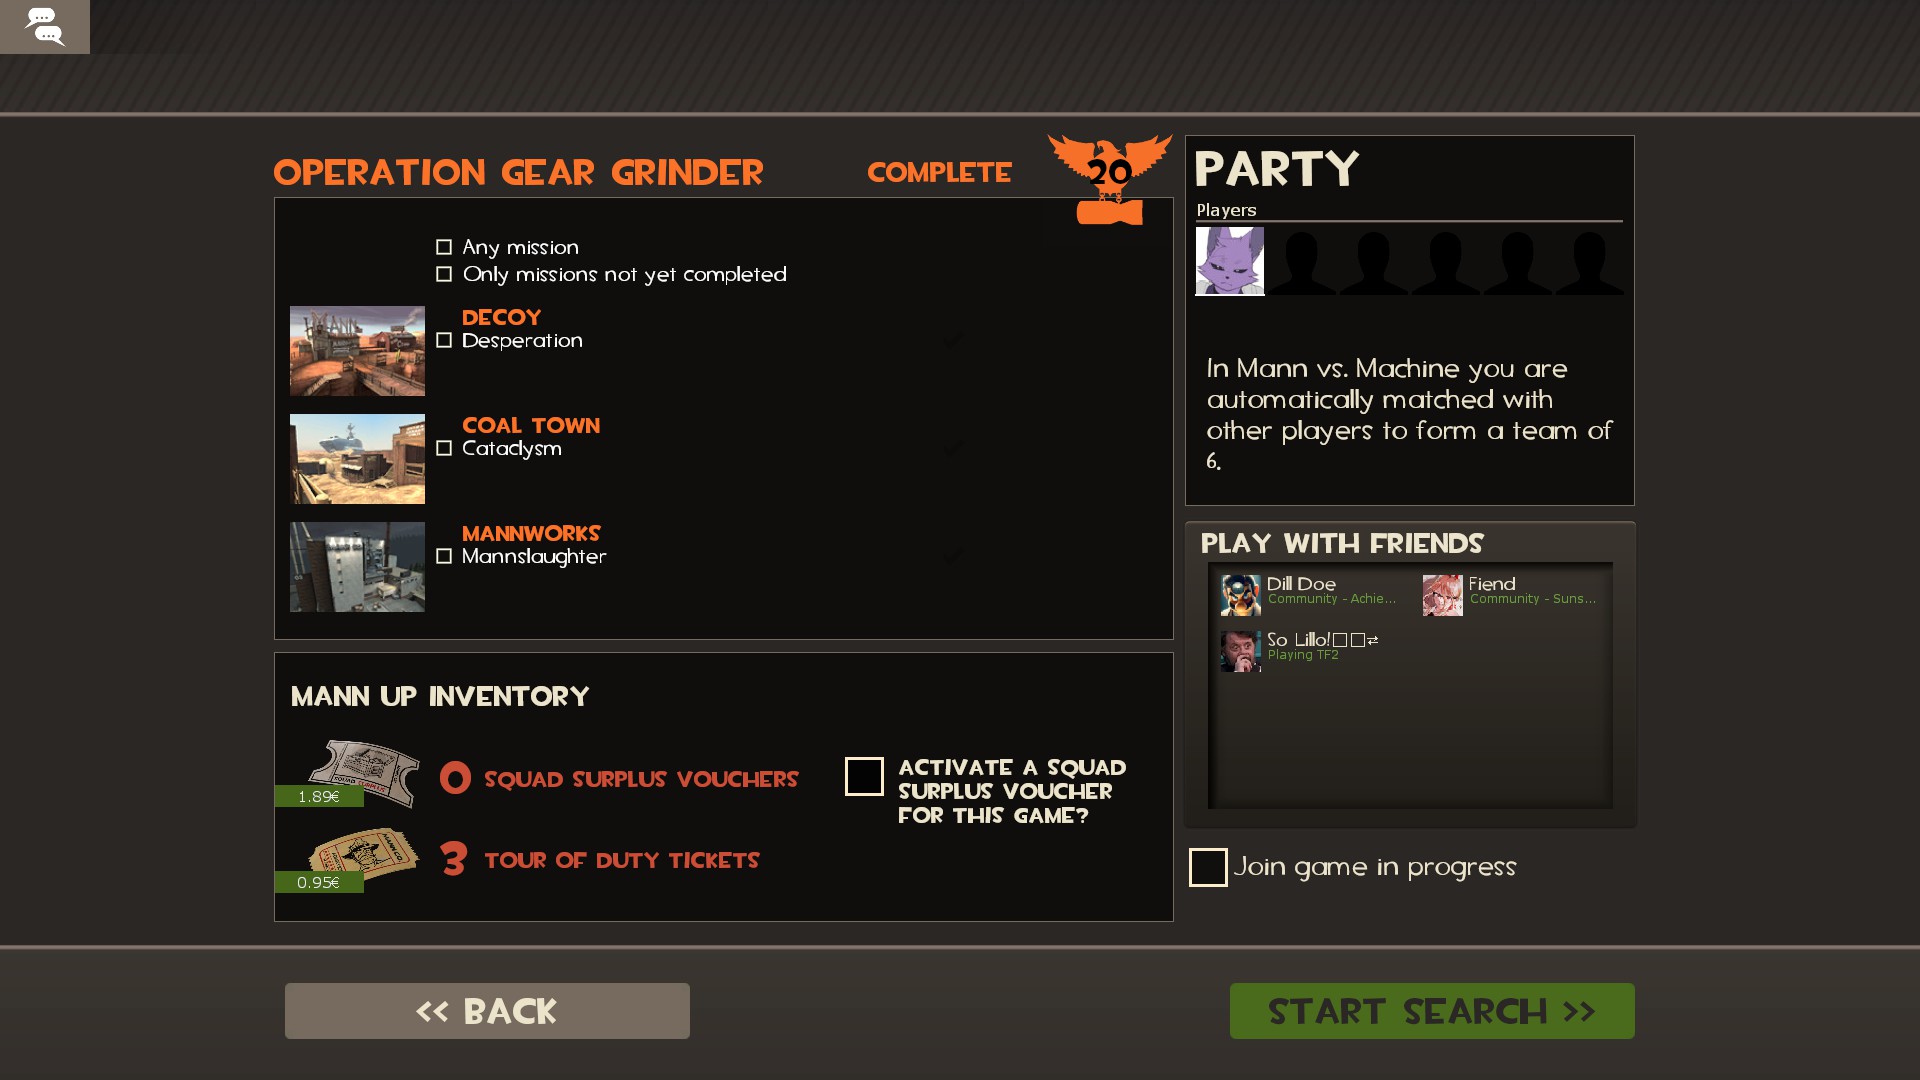 OPERATION GEAR GRINDER
COMPLETE
20
Any mission
Only missions not yet completed
DECOY
Desperation
COAL TOWN
Cataclysm
MANNWORKS
Mannslaughter
MANN UP INVENTORY
1.89€
0 SQUAD SURPLUS VOUCHERS
ACTIVATE A SQUAD
SURPLUS VOUCHER
FOR THIS GAME?
0.95€
3 TOUR OF DUTY TICKETS
PARTY
Players
In Mann vs. Machine you are
automatically matched with
other players to form a team of
6.
PLAY WITH FRIENDS
Dill Doe
Community - Achie...
Fiend
Community - Suns...
So Lillo!□□⇄
Playing TF2
Join game in progress
<< BACK
START SEARCH >>